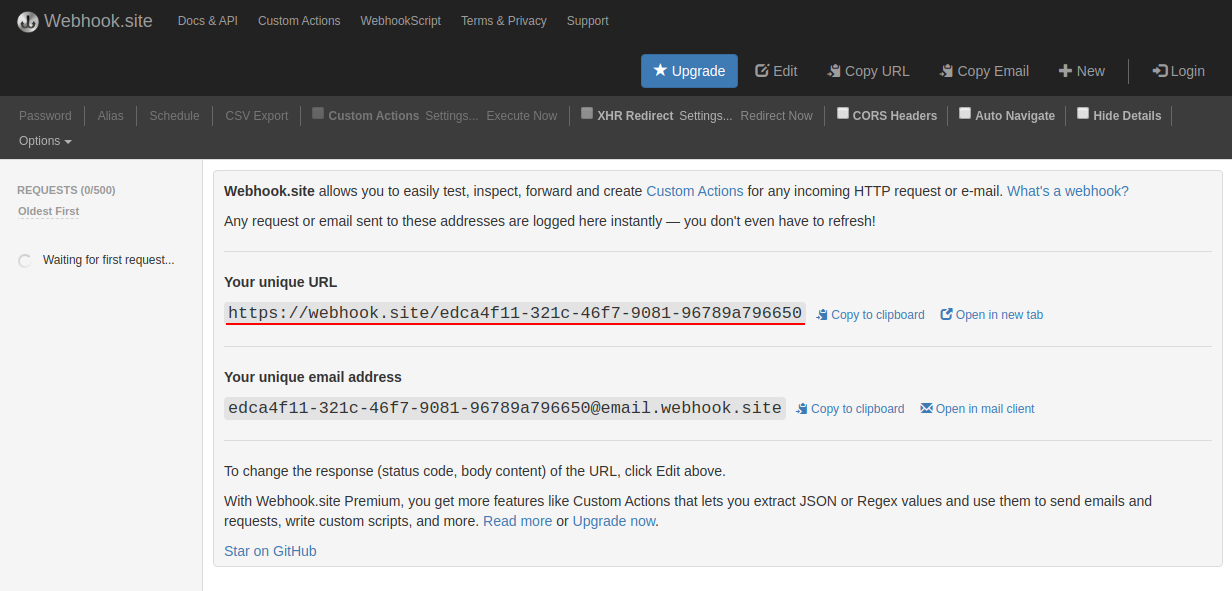 Webhook.site Docs & API Custom Actions WebhookScript Terms & Privacy Support
Upgrade Edit Copy URL Copy Email New Login
Password Alias Schedule CSV Export Custom Actions Settings... Execute Now XHR Redirect Settings... Redirect Now CORS Headers Auto Navigate Hide Details
Options
REQUESTS (0/500)
Oldest First
Waiting for first request...
Webhook.site allows you to easily test, inspect, forward and create Custom Actions for any incoming HTTP request or e-mail. What's a webhook?
Any request or email sent to these addresses are logged here instantly — you don't even have to refresh!
Your unique URL
https://webhook.site/edca4f11-321c-46f7-9081-96789a796650 Copy to clipboard Open in new tab
Your unique email address
edca4f11-321c-46f7-9081-96789a796650@email.webhook.site Copy to clipboard Open in mail client
To change the response (status code, body content) of the URL, click Edit above.
With Webhook.site Premium, you get more features like Custom Actions that lets you extract JSON or Regex values and use them to send emails and
requests, write custom scripts, and more. Read more or Upgrade now.
Star on GitHub